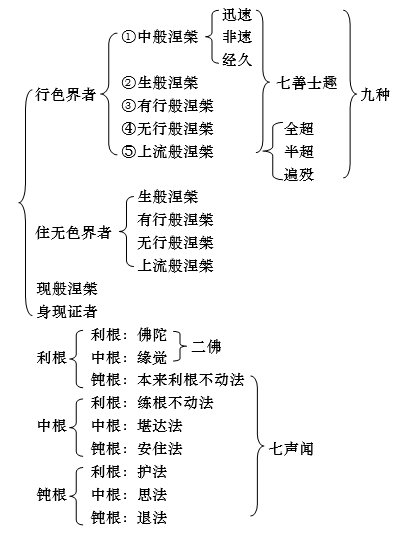 迅速
①中般涅槃
非速
经久
行色界者
②生般涅槃
七善士趣
九种
③有行般涅槃
④无行般涅槃
全超
⑤上流般涅槃
半超
遍殁
生般涅槃
住无色界者
有行般涅槃
无行般涅槃
上流般涅槃
现般涅槃
身现证者
利根：佛陀
二佛
利根
中根：缘觉
钝根：本来利根不动法
利根：练根不动法
中根
中根：堪达法
钝根：安住法
七声闻
利根：护法
钝根
中根：思法
钝根：退法